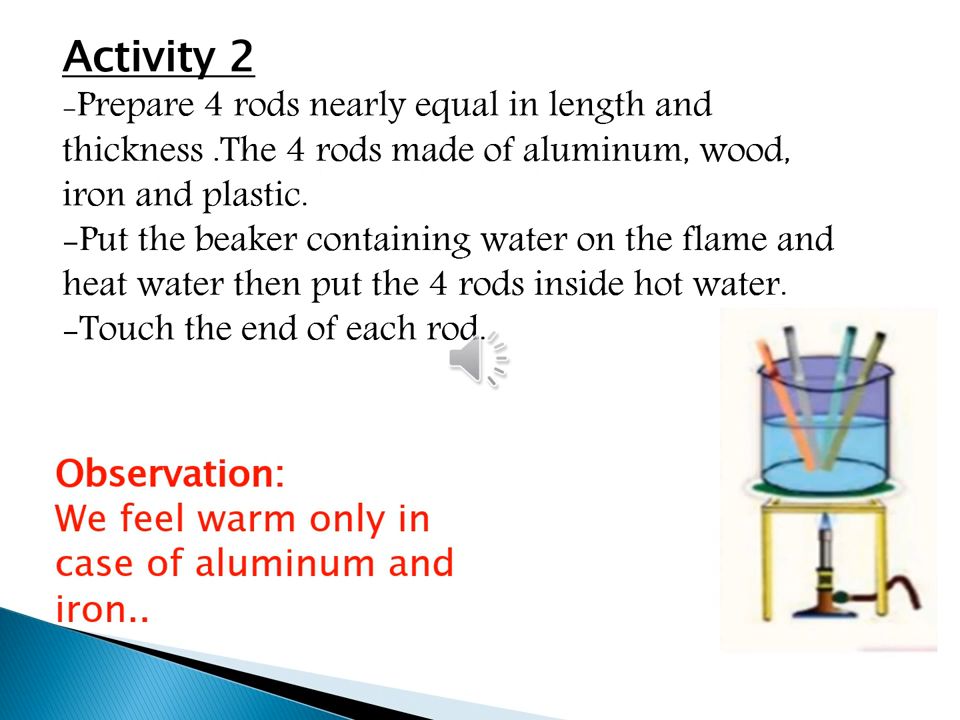 Activity 2
-Prepare 4 rods nearly equal in length and
thickness .The 4 rods made of aluminum, wood,
iron and plastic.
-Put the beaker containing water on the flame and
heat water then put the 4 rods inside hot water.
-Touch the end of each rod.
Observation:
We feel warm only in
case of aluminum and
iron..